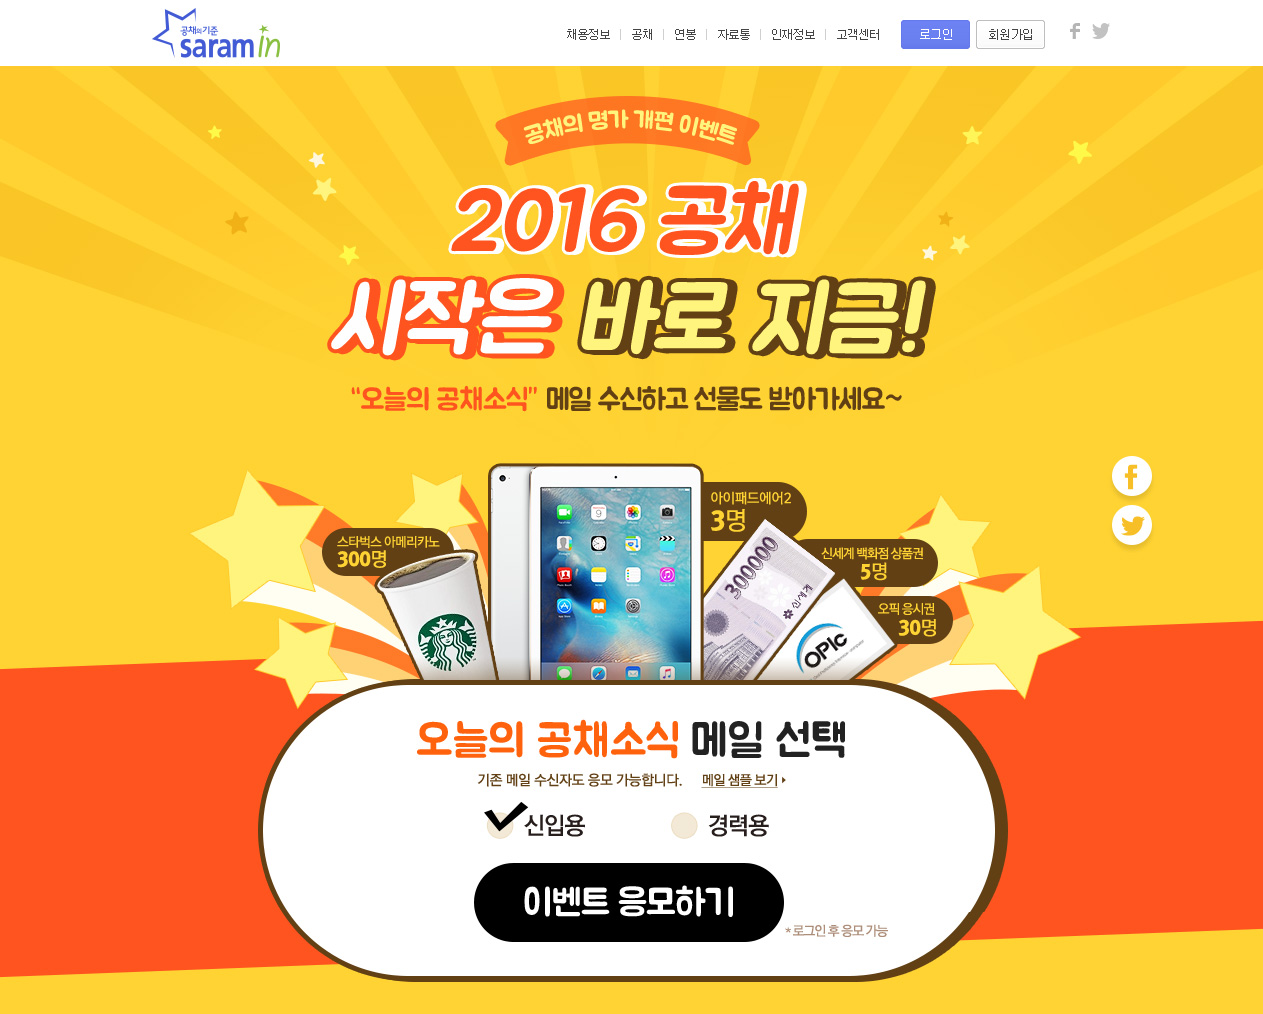 공채의 기준
saramin
채용정보 | 공채 | 연봉 | 자료통 | 인재정보 | 고객센터
로그인
회원가입
공채의 명가 개편 이벤트
2016 공채
시작은 바로 지금!
“오늘의 공채소식” 메일 수신하고 선물도 받아가세요~
아이패드에어2
3명
스타벅스 아메리카노
300명
신세계 백화점 상품권
5명
오픽 응시권
30명
300000
신세계
OPIc
오늘의 공채소식 메일 선택
기존 메일 수신자도 응모 가능합니다. 메일 샘플 보기
신입용
경력용
이벤트 응모하기
* 로그인 후 응모 가능